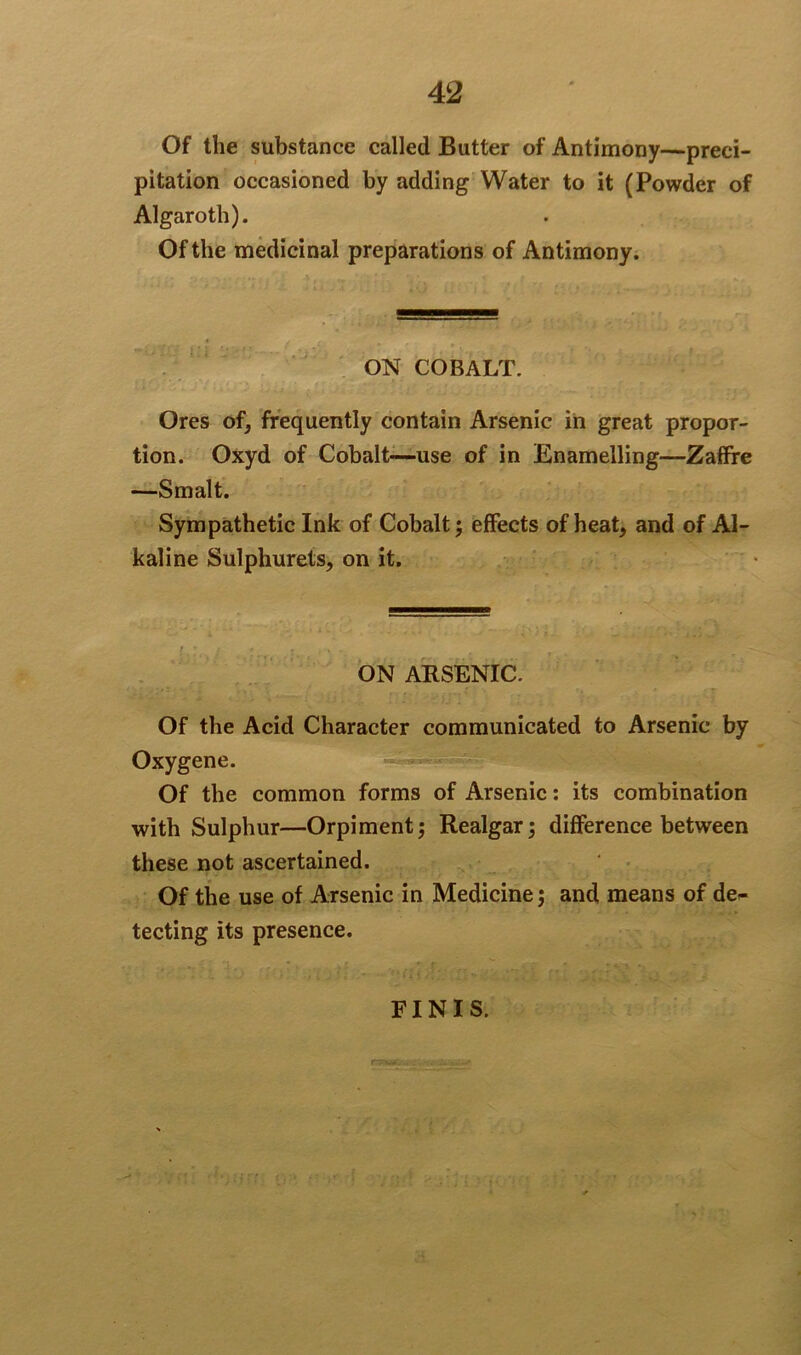 42
Of the substance called Butter of Antimony—preci-
pitation occasioned by adding Water to it (Powder of
Algaroth).
Of the medicinal preparations of Antimony.
ON COBALT.
Ores of, frequently contain Arsenic in great propor-
tion. Oxyd of Cobalt—use of in Enamelling—Zaffre
—Smalt.
Sympathetic Ink of Cobalt; effects of heat, and of Al-
kaline Sulphurets, on it.
ON ARSENIC.
Of the Acid Character communicated to Arsenic by
Oxygene.
Of the common forms of Arsenic: its combination
with Sulphur—Orpiment; Realgar; difference between
these not ascertained.
Of the use of Arsenic in Medicine; and means of de-
tecting its presence.
FINIS.